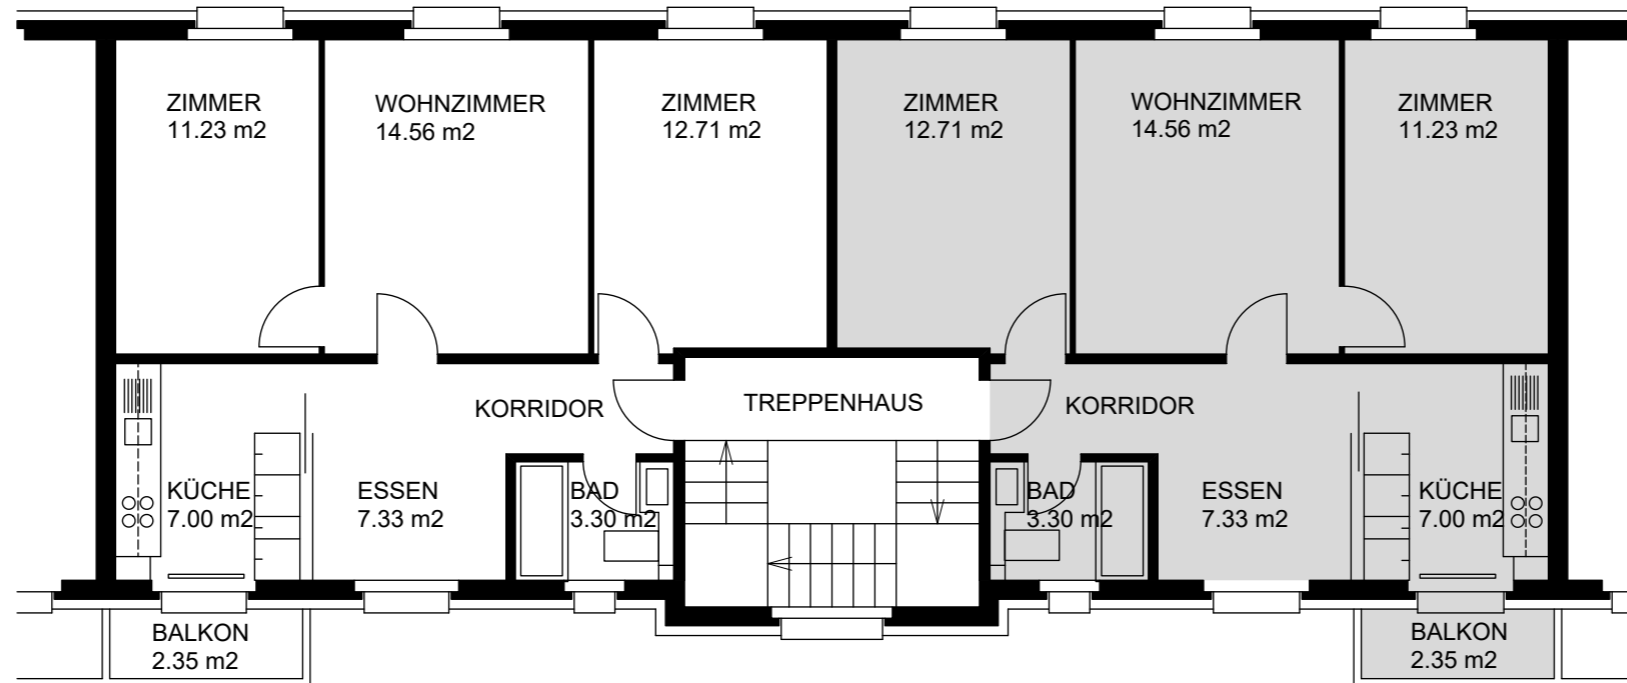 ZIMMER
11.23 m2
WOHNZIMMER
14.56 m2
ZIMMER
12.71 m2
ZIMMER
12.71 m2
WOHNZIMMER
14.56 m2
ZIMMER
11.23 m2
KORRIDOR
TREPPENHAUS
KORRIDOR
KÜCHE
7.00 m2
ESSEN
7.33 m2
BAD
3.30 m2
BAD
3.30 m2
ESSEN
7.33 m2
KÜCHE
7.00 m2
BALKON
2.35 m2
BALKON
2.35 m2